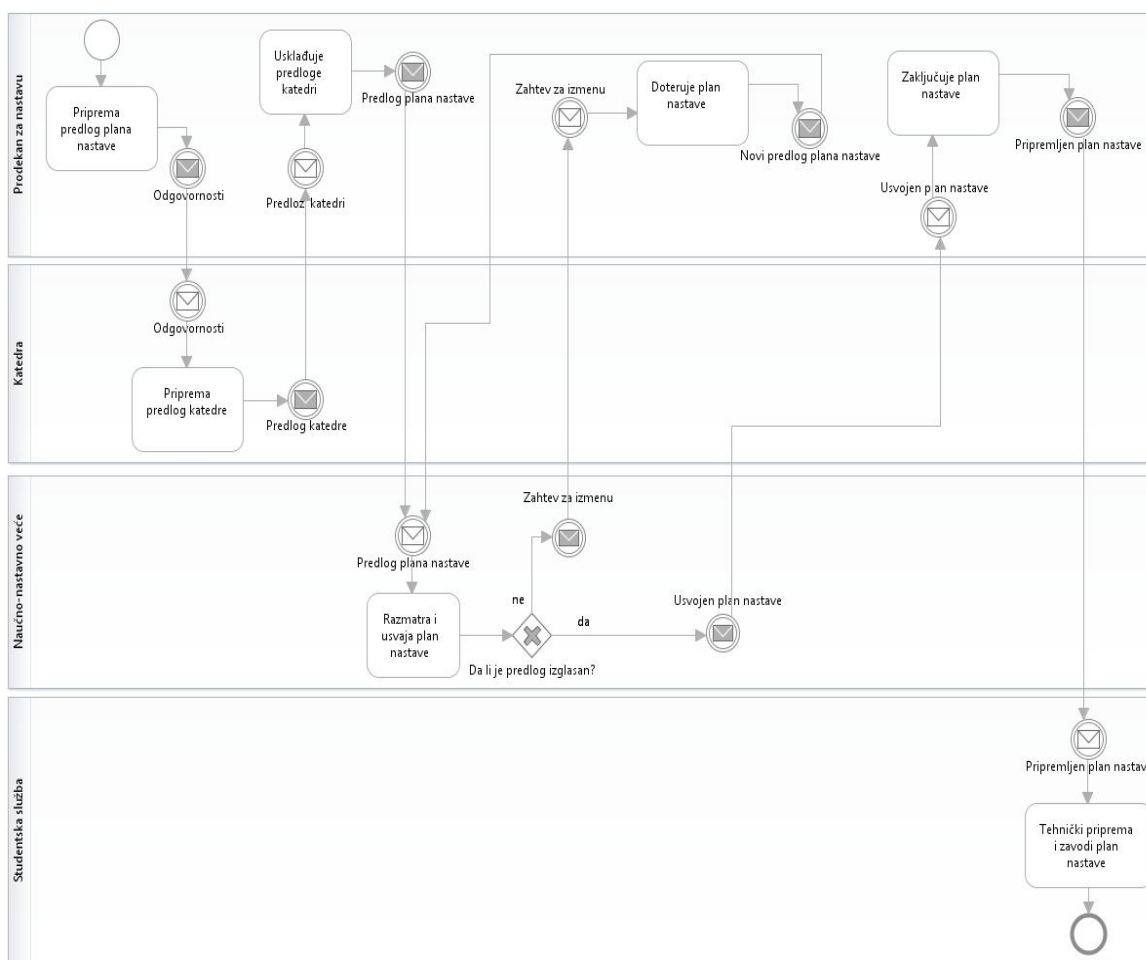 Prodekan za nastavu
Priprema
predlog plana
nastave
Odgovornosti
Usklađuje
predloge
katedri
Predlozi katedri
Predlog plana nastave
Zahtev za izmenu
Doteruje plan
nastave
Novi predlog plana nastave
Zaključuje plan
nastave
Usvojen plan nastave
Pripremljen plan nastave
Katedra
Odgovornosti
Priprema
predlog katedre
Predlog katedre
Naučno-nastavno veće
Predlog plana nastave
Razmatra i
usvaja plan
nastave
Zahtev za izmenu
ne
da
Da li je predlog izglasan?
Usvojen plan nastave
Studentska služba
Pripremljen plan nastav
Tehnički priprema
i zavodi plan
nastave